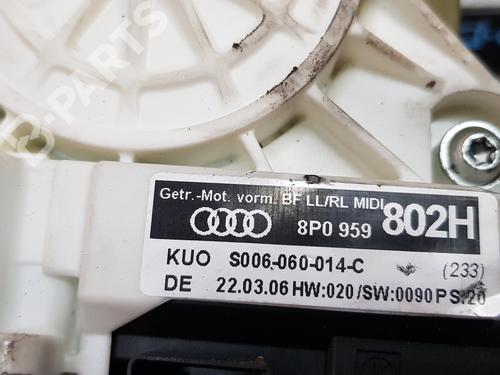 B-PARTS
Getr.-Mot. vorm. BF LL/RL MIDI
8P0 959 802H
KUO S006-060-014-C (233)
DE 22.03.06 HW:020/SW:0090 PS:20